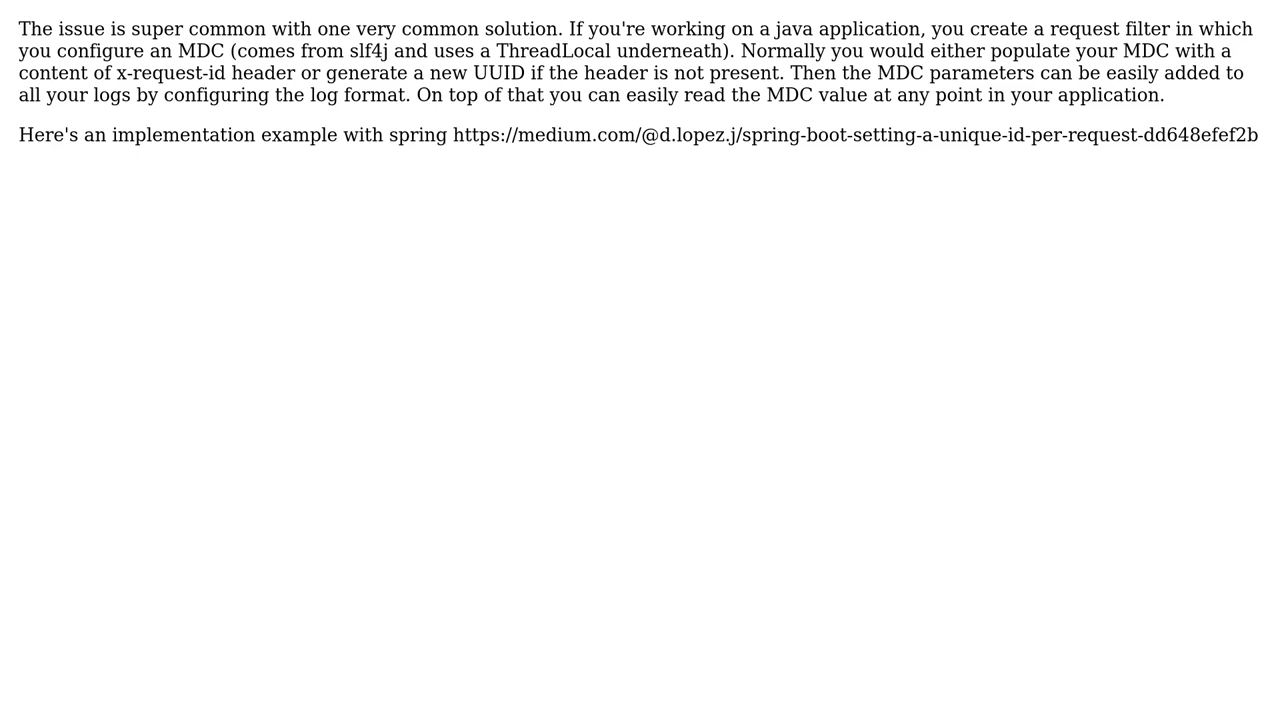 The issue is super common with one very common solution. If you're working on a java application, you create a request filter in which
you configure an MDC (comes from slf4j and uses a ThreadLocal underneath). Normally you would either populate your MDC with a
content of x-request-id header or generate a new UUID if the header is not present. Then the MDC parameters can be easily added to
all your logs by configuring the log format. On top of that you can easily read the MDC value at any point in your application.
Here's an implementation example with spring https://medium.com/@d.lopez.j/spring-boot-setting-a-unique-id-per-request-dd648efef2b